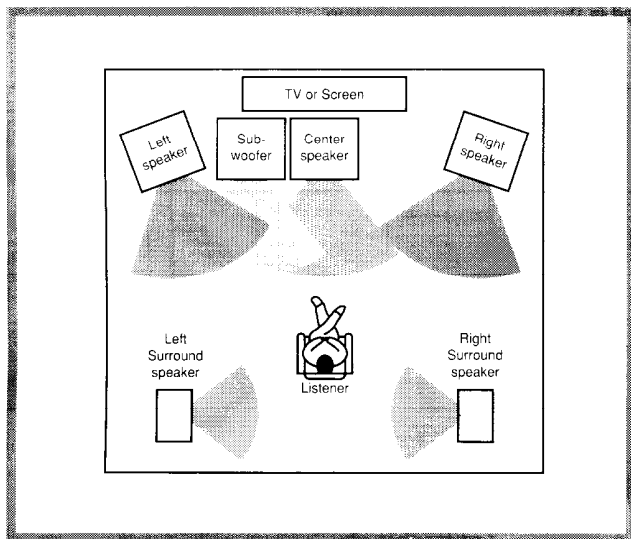 TV or Screen
Left
speaker
Sub-
woofer
Center
speaker
Right
speaker
Left
Surround
speaker
Listener
Right
Surround
speaker